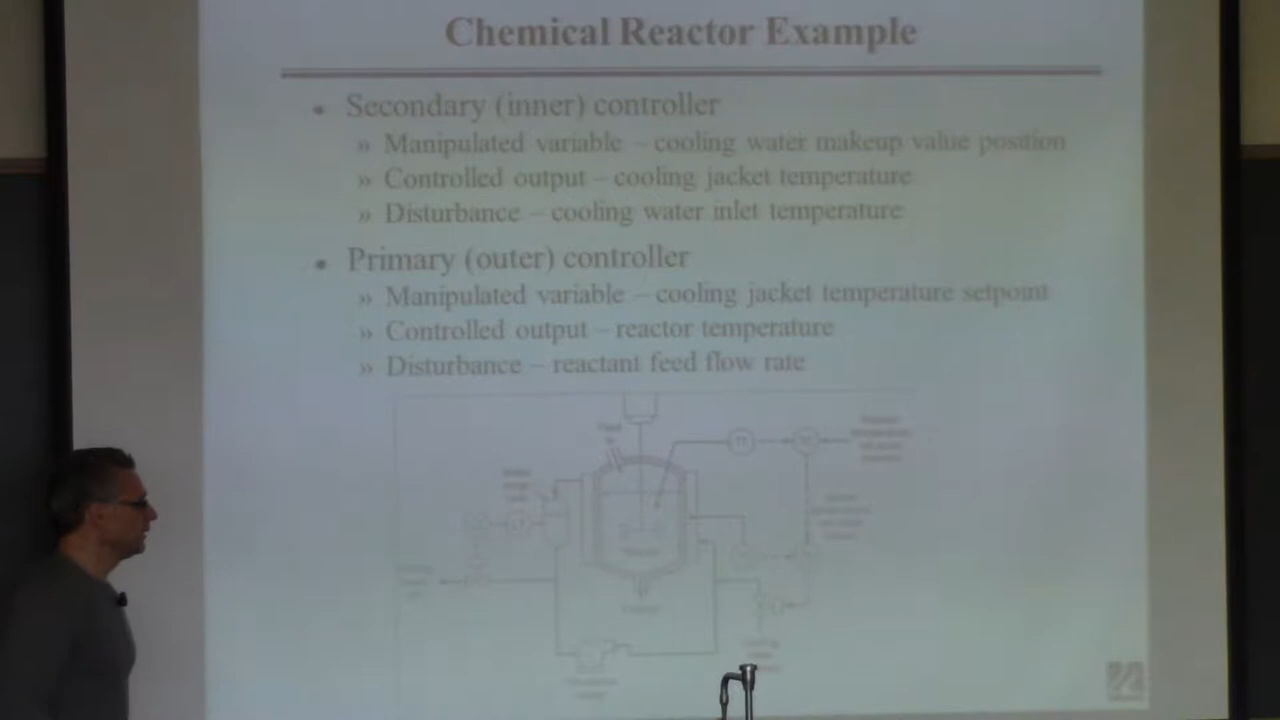 Chemical Reactor Example
• Secondary (inner) controller
» Manipulated variable – cooling water makeup value position
» Controlled output – cooling jacket temperature
» Disturbance – cooling water inlet temperature
• Primary (outer) controller
» Manipulated variable – cooling jacket temperature setpoint
» Controlled output – reactor temperature
» Disturbance – reactant feed flow rate